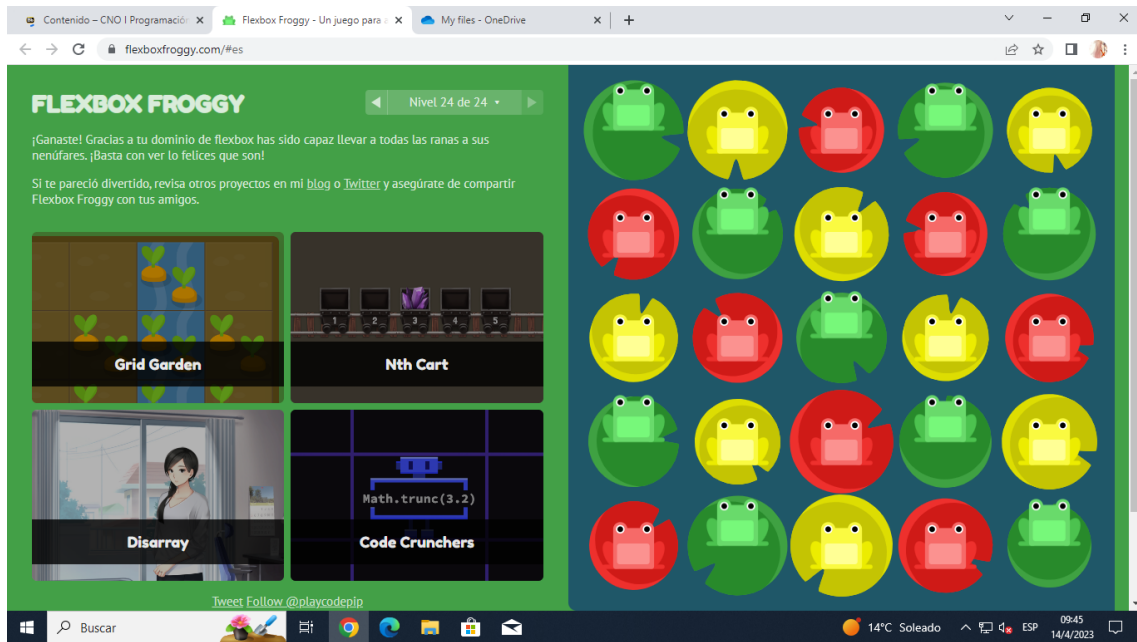 Contenido – CNO I Programación
Flexbox Froggy - Un juego para a
My files - OneDrive
flexboxfroggy.com/#es
FLEXBOX FROGGY
Nivel 24 de 24
¡Ganaste! Gracias a tu dominio de flexbox has sido capaz llevar a todas las ranas a sus
nenúfares. ¡Basta con ver lo felices que son!
Si te pareció divertido, revisa otros proyectos en mi blog o Twitter y asegúrate de compartir
Flexbox Froggy con tus amigos.
1 2 3 4 5
Grid Garden
Nth Cart
Math.trunc(3.2)
Disarray
Code Crunchers
Tweet Follow @playcodepip
Buscar
14°C Soleado
ESP
09:45
14/4/2023